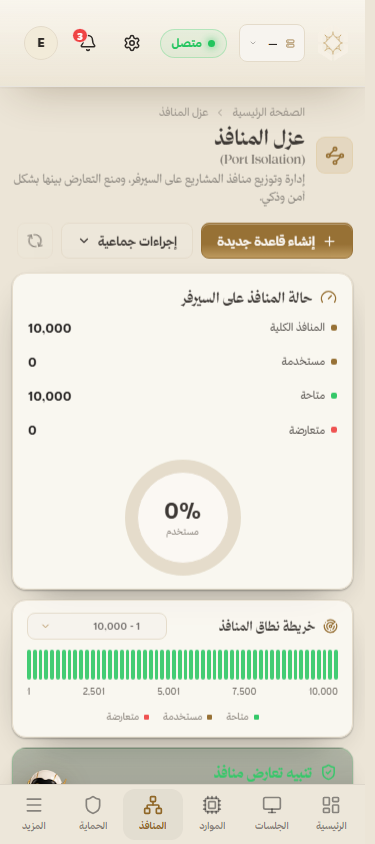 —
متصل
3
E
الصفحة الرئيسية › عزل المنافذ
عزل المنافذ
(Port Isolation)
إدارة وتوزيع منافذ المشاريع على السيرفر، ومنع التعارض بينها بشكل
آمن وذكي.
+ إنشاء قاعدة جديدة
إجراءات جماعية
حالة المنافذ على السيرفر
المنافذ الكلية 10,000
مستخدمة 0
متاحة 10,000
متعارضة 0
0%
مستخدم
خريطة نطاق المنافذ
1 - 10,000
1 2,501 5,001 7,500 10,000
متاحة مستخدمة متعارضة
تنبيه تعارض منافذ
الرئيسية
الجلسات
الموارد
المنافذ
الحماية
المزيد